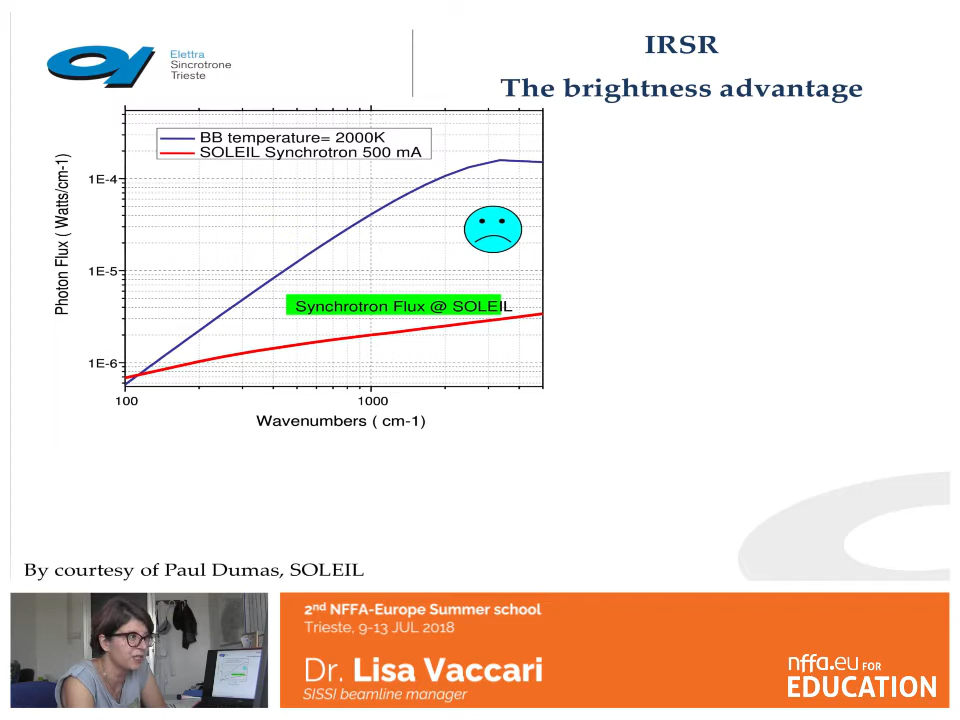 Elettra
Sincrotrone
Trieste
IRSR
The brightness advantage
BB temperature= 2000K
SOLEIL Synchrotron 500 mA
Photon Flux ( Watts/cm-1)
1E-4
1E-5
1E-6
Synchrotron Flux @ SOLEIL
100
1000
Wavenumbers ( cm-1)
By courtesy of Paul Dumas, SOLEIL
2nd NFFA-Europe Summer school
Trieste, 9-13 JUL 2018
Dr. Lisa Vaccari
SISSI beamline manager
nffa.eu FOR
EDUCATION